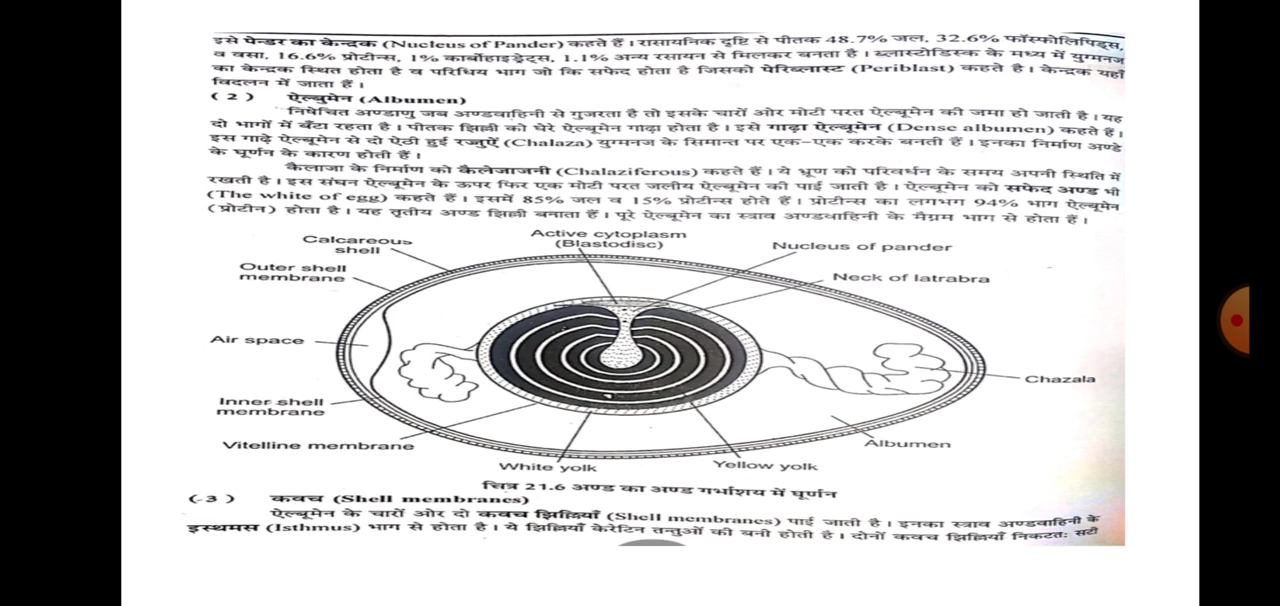 इसे पेन्डर का केन्द्रक (Nucleus of Pander) कहते हैं। रासायनिक दृष्टि से पीतक 48.7% जल, 32.6% फॉस्फोलिपिड्स,
व वसा, 16.6% प्रोटीन्स, 1% कार्बोहाइड्रेट्स, 1.1% अन्य रसायन से मिलकर बनता है। ब्लास्टोडिस्क के मध्य में युग्मनज
का केन्द्रक स्थित होता है व परिधिय भाग जो कि सफेद होता है जिसको पेरिब्लास्ट (Periblast) कहते है। केन्द्रक यहाँ
विदलन में जाता हैं।
(2) ऐल्बुमेन (Albumen)
निषेचित अण्डाणु जब अण्डवाहिनी से गुजरता है तो इसके चारों ओर मोटी परत ऐल्बूमेन की जमा हो जाती है। यह
दो भागों में बँटा रहता है। पीतक झिल्ली को घेरे ऐल्बूमेन गाढ़ा होता है। इसे गाढ़ा ऐल्बूमेन (Dense albumen) कहते हैं।
इस गाढ़े ऐल्बूमेन से दो ऐंठी हुई रज्जुऐं (Chalaza) युग्मनज के सिमान्त पर एक-एक करके बनती हैं। इनका निर्माण अण्डे
के घूर्णन के कारण होती हैं।
कैलाजा के निर्माण को कैलेजाजनी (Chalaziferous) कहते हैं। ये भ्रूण को परिवर्धन के समय अपनी स्थिति में
रखती है। इस संघन ऐल्बूमेन के ऊपर फिर एक मोटी परत जलीय ऐल्बूमेन की पाई जाती है। ऐल्बूमेन को सफेद अण्ड भी
(The white of egg) कहते हैं। इसमें 85% जल व 15% प्रोटीन्स होते हैं। प्रोटीन्स का लगभग 94% भाग ऐल्बूमेन
(प्रोटीन) होता है। यह तृतीय अण्ड झिल्ली बनाता हैं। पूरे ऐल्बूमेन का स्त्राव अण्डवाहिनी के मैग्नम भाग से होता हैं।
Calcareous
shell
Active cytoplasm
(Blastodisc)
Nucleus of pander
Outer shell
membrane
Neck of latrabra
Air space
Chazala
Inner shell
membrane
Vitelline membrane
Albumen
White yolk
Yellow yolk
चित्र 21.6 अण्ड का अण्ड गर्भाशय में घूर्णन
(3) कवच (Shell membranes)
ऐल्बूमेन के चारों ओर दो कवच झिल्लियाँ (Shell membranes) पाई जाती है। इनका स्त्राव अण्डवाहिनी के
इस्थमस (Isthmus) भाग से होता है। ये झिल्लियाँ केरेटिन तन्तुओं की बनी होती है। दोनों कवच झिल्लियाँ निकटतः सटी